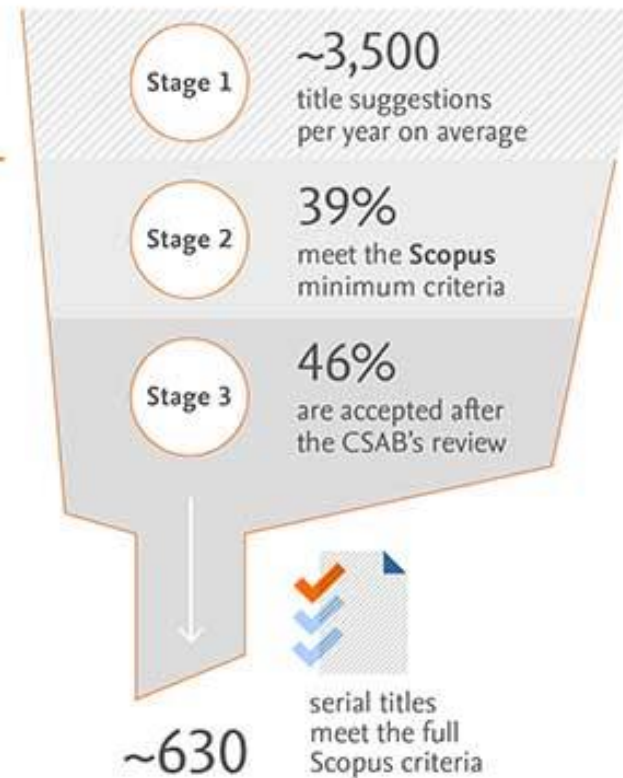 Stage 1
~3,500
title suggestions
per year on average
Stage 2
39%
meet the Scopus
minimum criteria
Stage 3
46%
are accepted after
the CSAB's review
~630
serial titles
meet the full
Scopus criteria